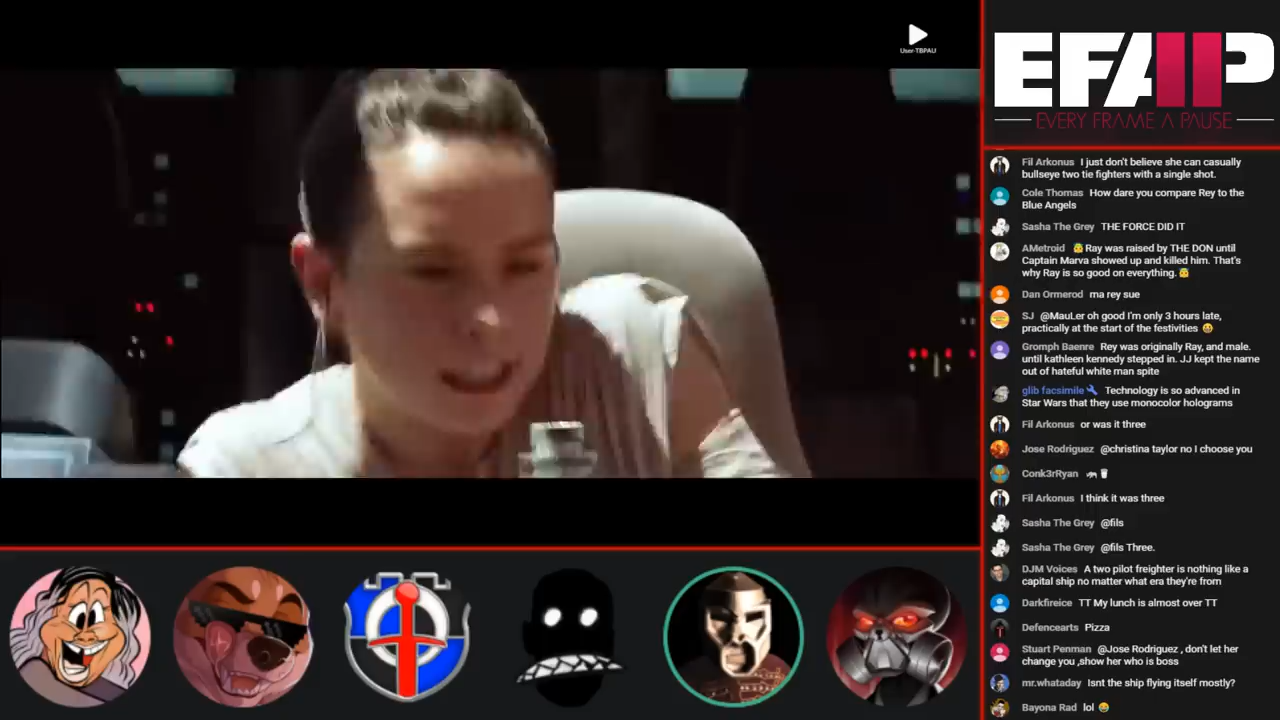 User-TBPAU
EFAP
EVERY FRAME A PAUSE
Fil Arkonus I just don't believe she can casually
bullseye two tie fighters with a single shot.
Cole Thomas How dare you compare Rey to the
Blue Angels
Sasha The Grey THE FORCE DID IT
AMetroid 😇 Ray was raised by THE DON until
Captain Marva showed up and killed him. That's
why Ray is so good on everything. 😇
Dan Ormerod ma rey sue
SJ @MauLer oh good I'm only 3 hours late,
practically at the start of the festivities 😆
Gromph Baenre Rey was originally Ray, and male.
until kathleen kennedy stepped in. JJ kept the name
out of hateful white man spite
glib facsimile🔧 Technology is so advanced in
Star Wars that they use monocolor holograms
Fil Arkonus or was it three
Jose Rodriguez @christina taylor no I choose you
Conk3rRyan
Fil Arkonus I think it was three
Sasha The Grey @fils
Sasha The Grey @fils Three.
DJM Voices A two pilot freighter is nothing like a
capital ship no matter what era they're from
Darkfireice TT My lunch is almost over TT
Defencearts Pizza
Stuart Penman @Jose Rodriguez , don't let her
change you ,show her who is boss
mr.whataday Isnt the ship flying itself mostly?
Bayona Rad lol 😂